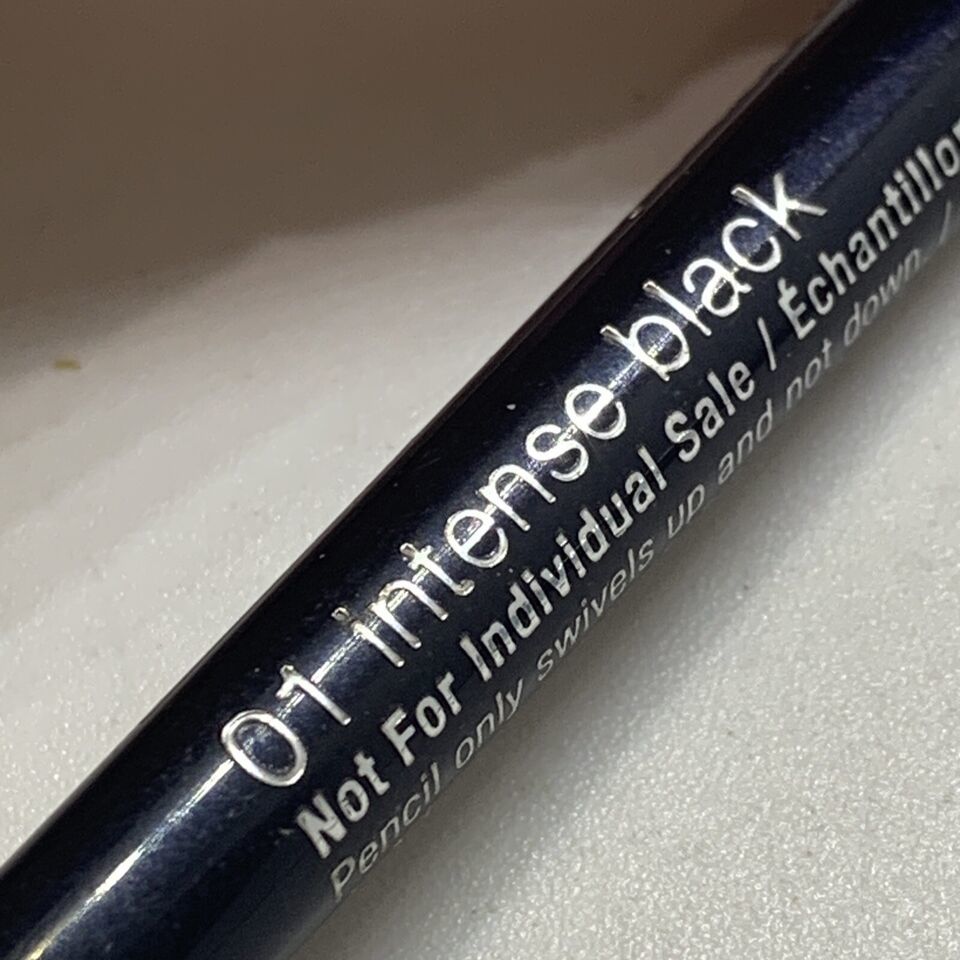 01 intense black
Not For Individual Sale / Échantillon
Pencil only swivels up and not down. /